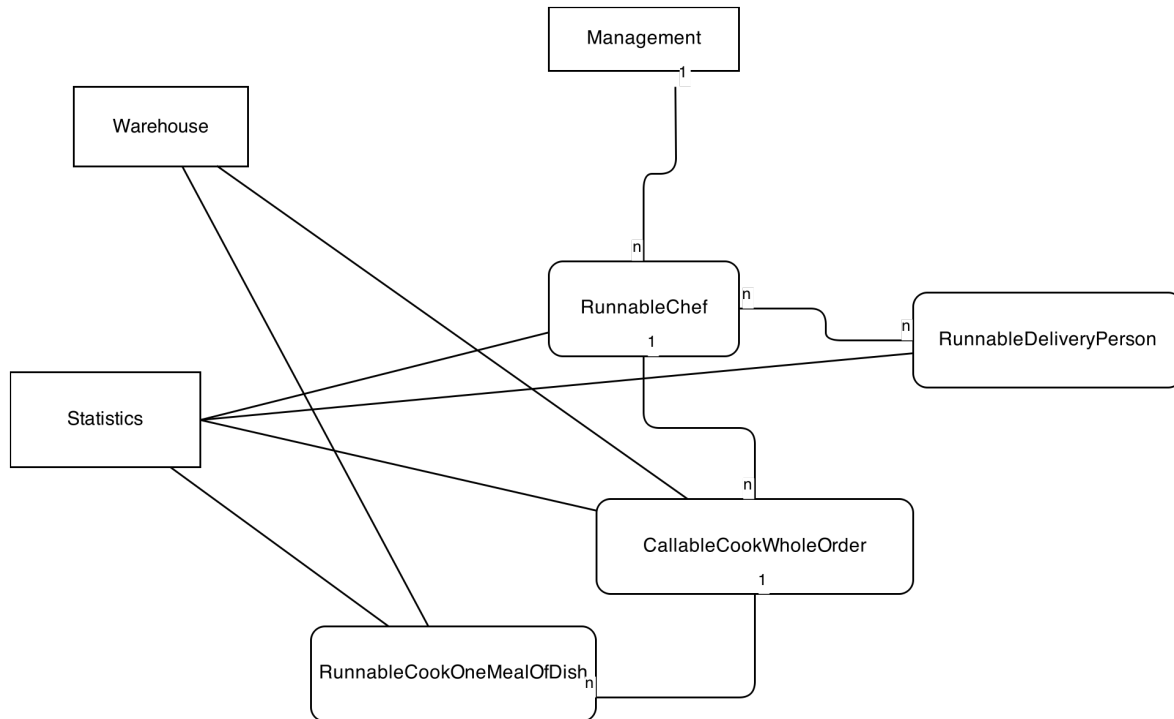 Management
1
Warehouse
n
RunnableChef
n
n
RunnableDeliveryPerson
1
Statistics
n
CallableCookWholeOrder
1
RunnableCookOneMealOfDish
n